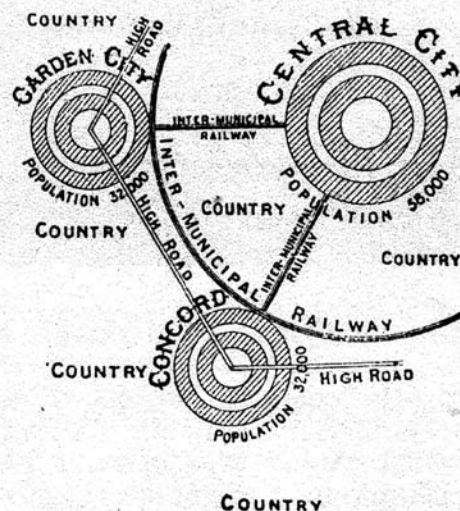 COUNTRY
HIGH
ROAD
GARDEN CITY
CENTRAL CITY
INTER-MUNICIPAL
RAILWAY
POPULATION 32,000
POPULATION 58,000
INTER-MUNICIPAL
RAILWAY
COUNTRY
HIGH ROAD
COUNTRY
INTER-MUNICIPAL
RAILWAY
COUNTRY
CONCORD
COUNTRY
32,000
POPULATION
HIGH ROAD
COUNTRY